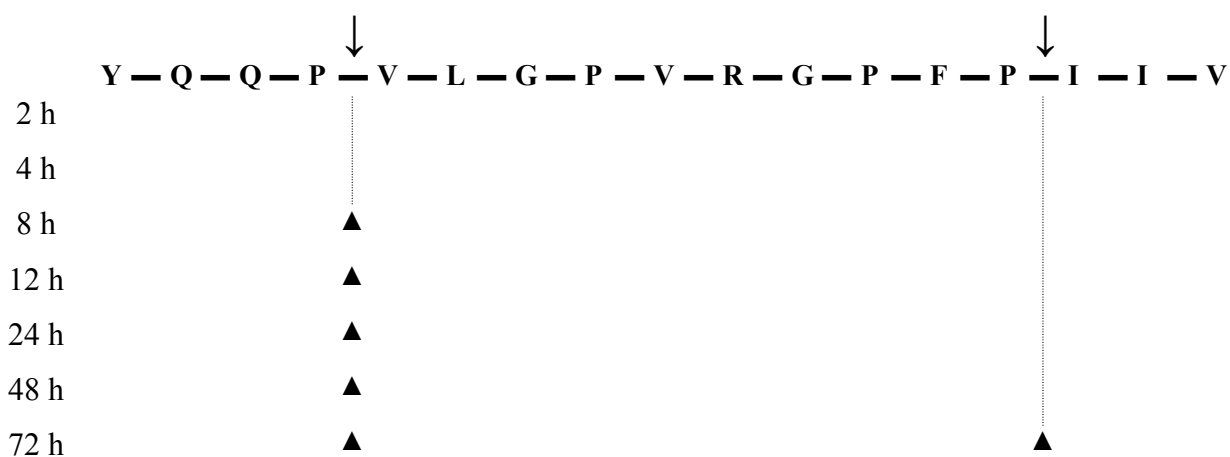 Y — Q — Q — P — V — L — G — P — V — R — G — P — F — P — I — I — V
2 h
4 h
8 h
12 h
24 h
48 h
72 h